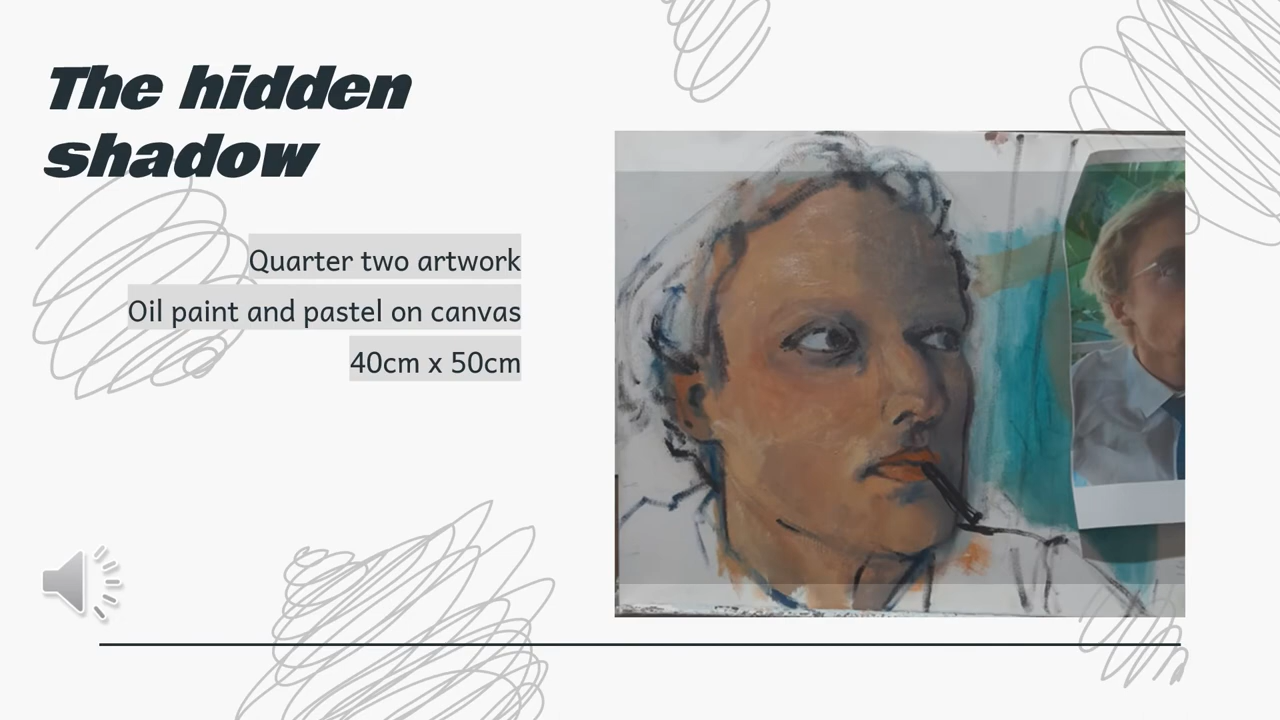 The hidden
shadow
Quarter two artwork
Oil paint and pastel on canvas
40cm x 50cm